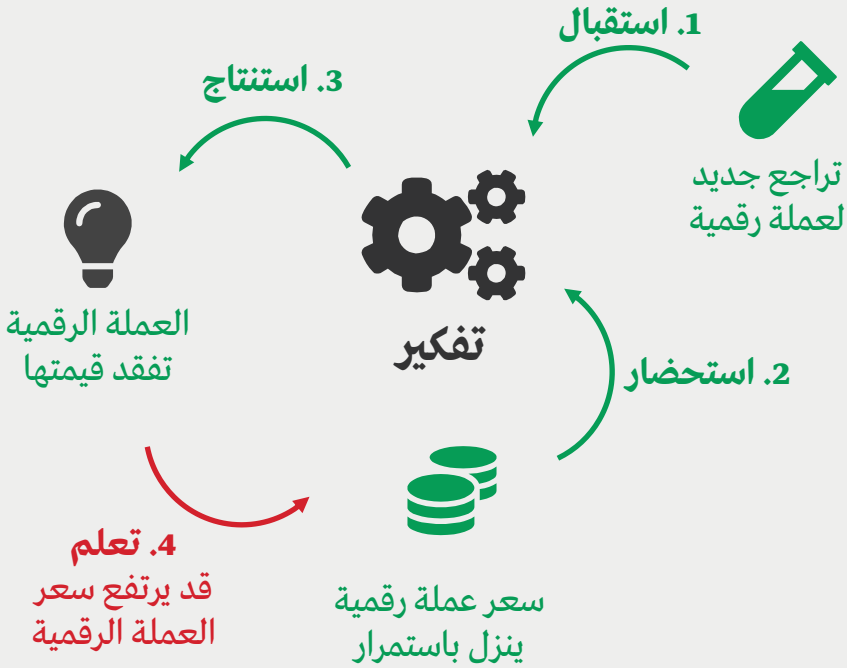 1. استقبال
تراجع جديد
لعملة رقمية
2. استحضار
سعر عملة رقمية
ينزل باستمرار
تفكير
3. استنتاج
العملة الرقمية
تفقد قيمتها
4. تعلم
قد يرتفع سعر
العملة الرقمية